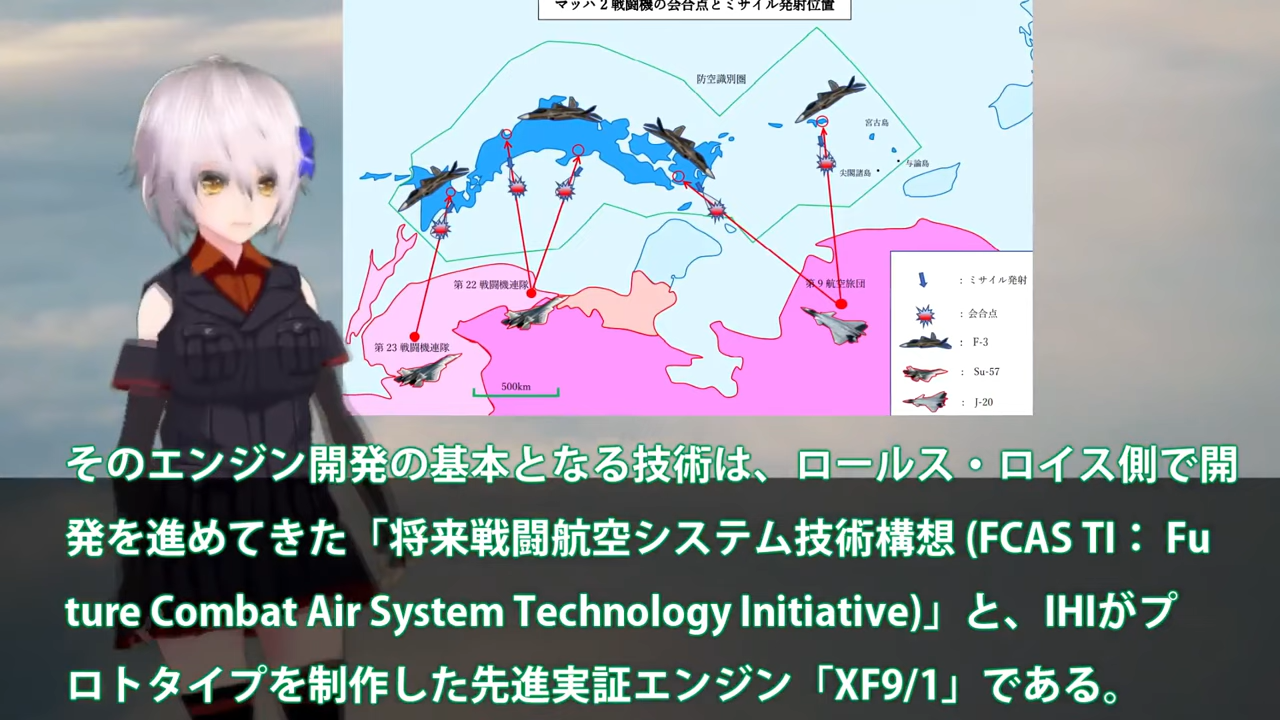 マッハ2戦闘機の会合点とミサイル発射位置
防空識別圏
宮古島
与論島
尖閣諸島
第22戦闘機連隊
第9航空旅団
第23戦闘機連隊
500km
：ミサイル発射
：会合点
：F-3
：Su-57
：J-20
そのエンジン開発の基本となる技術は、ロールス・ロイス側で開
発を進めてきた「将来戦闘航空システム技術構想 (FCAS TI： Fu
ture Combat Air System Technology Initiative)」と、IHIがプ
ロトタイプを制作した先進実証エンジン「XF9/1」である。